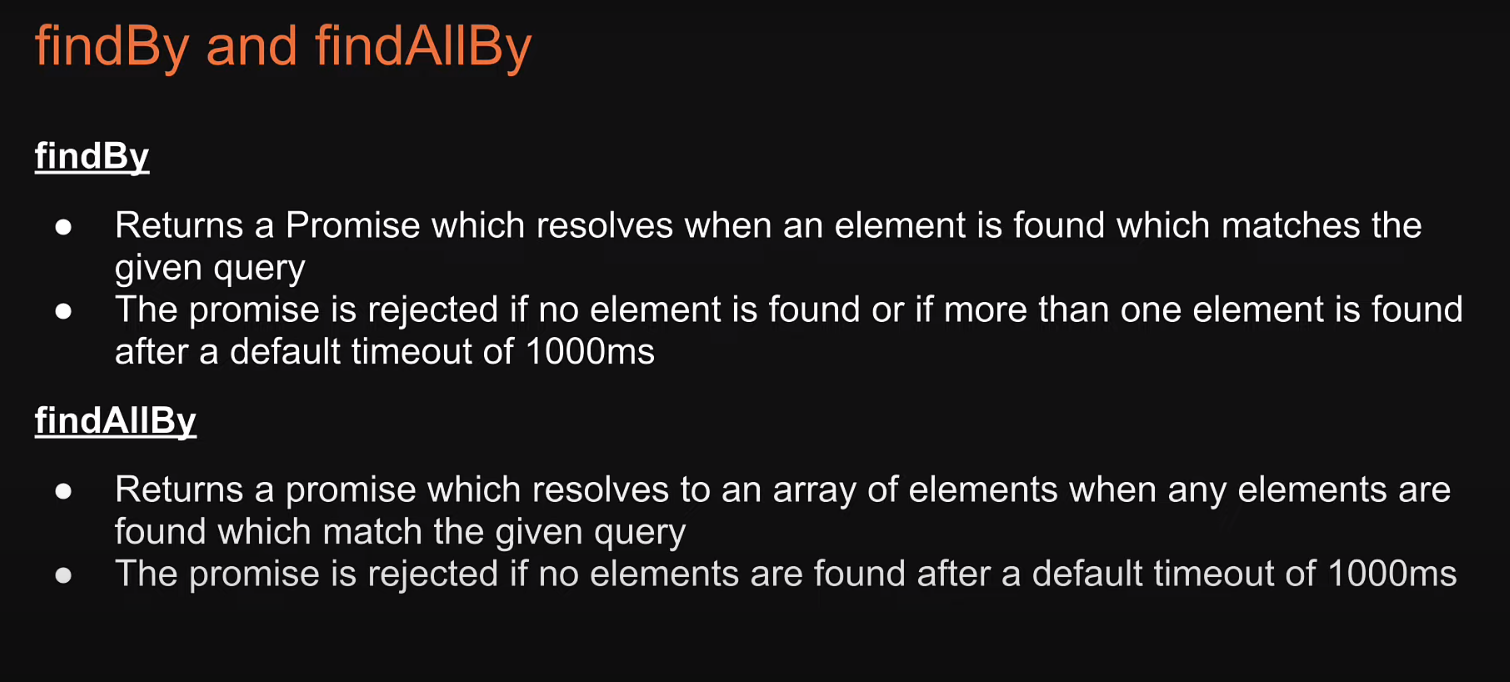 findBy and findAllBy
findBy
● Returns a Promise which resolves when an element is found which matches the
given query
● The promise is rejected if no element is found or if more than one element is found
after a default timeout of 1000ms
findAllBy
● Returns a promise which resolves to an array of elements when any elements are
found which match the given query
● The promise is rejected if no elements are found after a default timeout of 1000ms